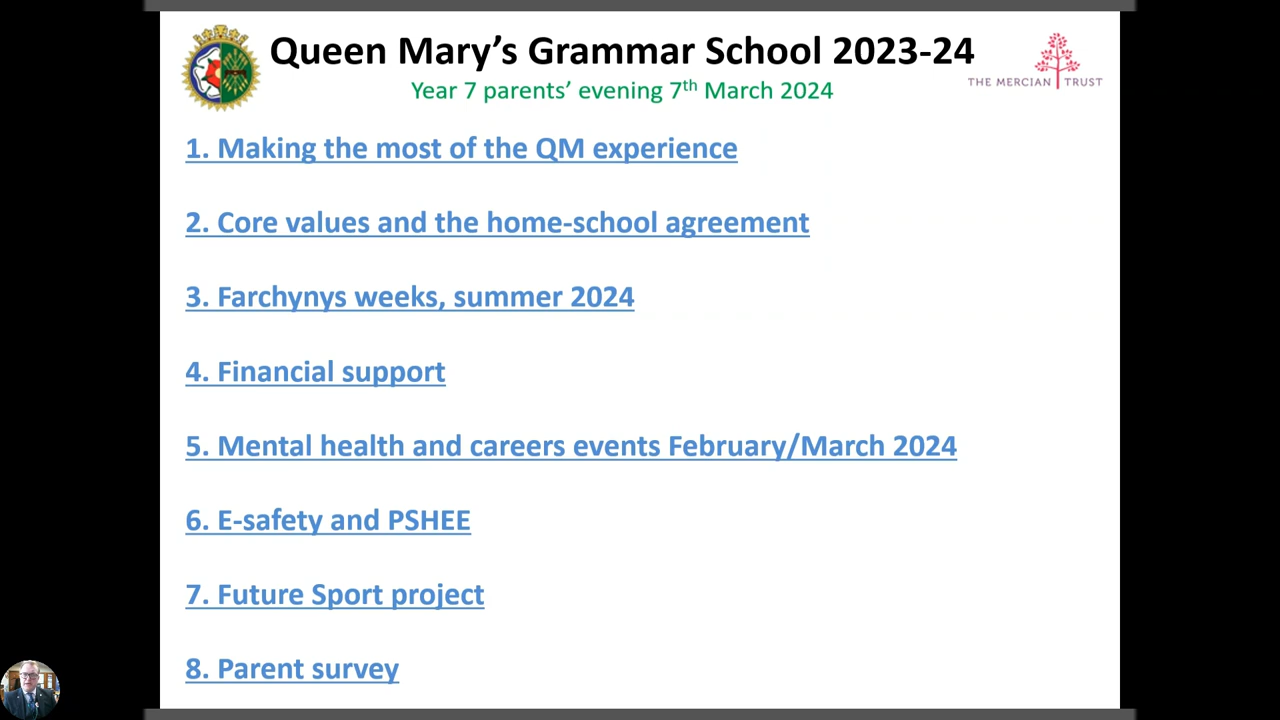 Queen Mary’s Grammar School 2023-24
Year 7 parents’ evening 7th March 2024
THE MERCIAN TRUST
1. Making the most of the QM experience
2. Core values and the home-school agreement
3. Farchynys weeks, summer 2024
4. Financial support
5. Mental health and careers events February/March 2024
6. E-safety and PSHEE
7. Future Sport project
8. Parent survey